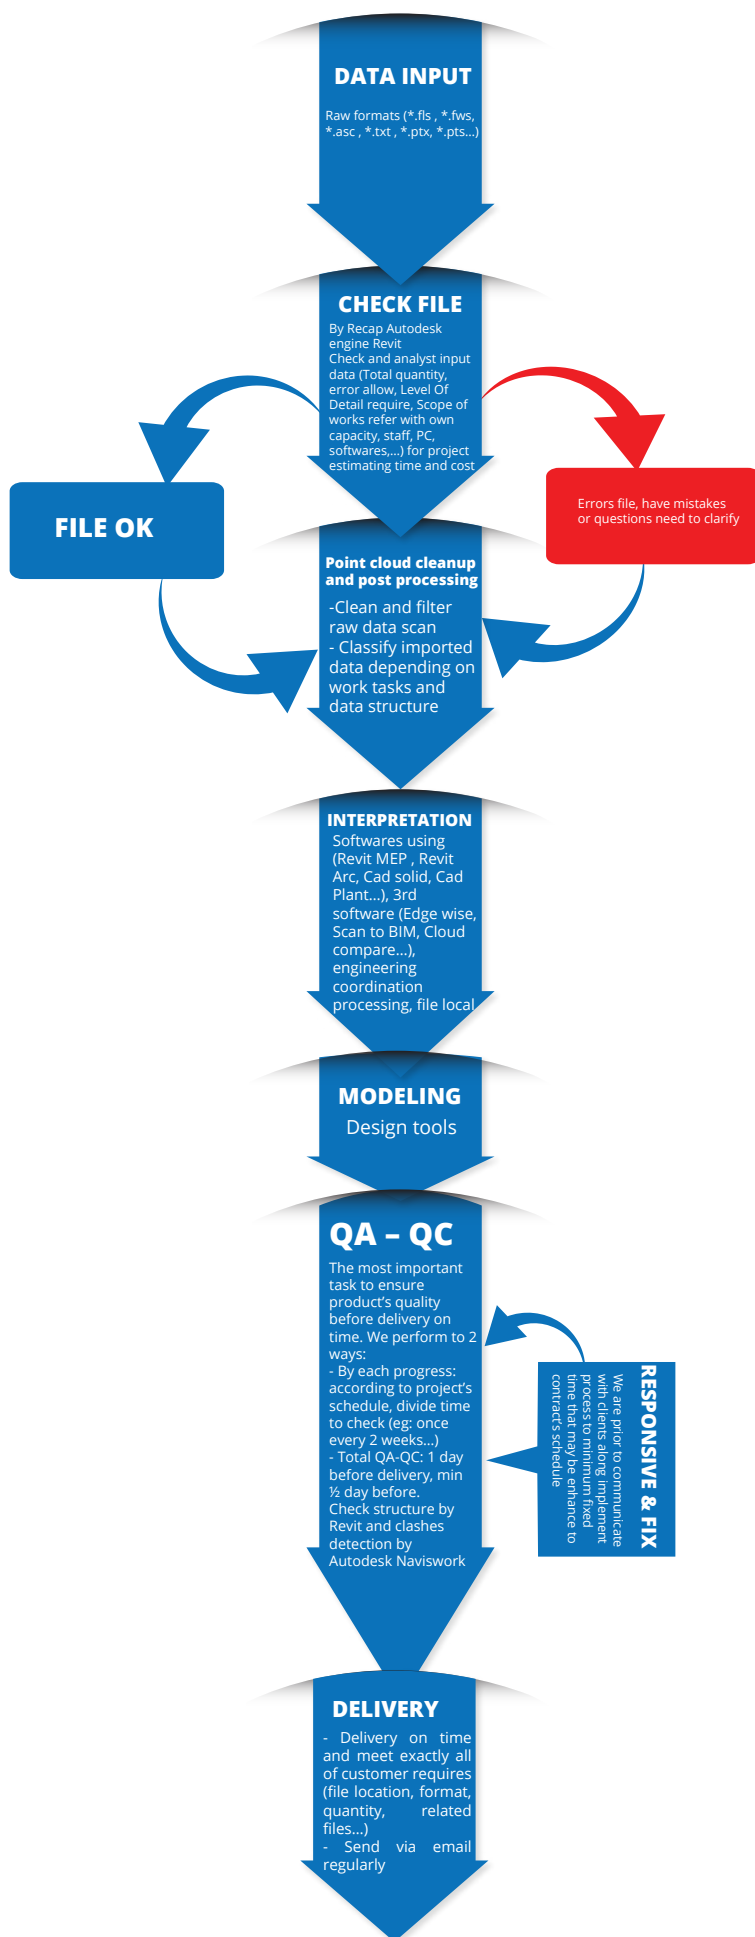 DATA INPUT
Raw formats (*.fls , *.fws,
*.asc , *.txt , *.ptx, *.pts...)
CHECK FILE
By Recap Autodesk
engine Revit
Check and analyst input
data (Total quantity,
error allow, Level Of
Detail require, Scope of
works refer with own
capacity, staff, PC,
softwares,...) for project
estimating time and cost
FILE OK
Errors file, have mistakes
or questions need to clarify
Point cloud cleanup
and post processing
-Clean and filter
raw data scan
- Classify imported
data depending on
work tasks and
data structure
INTERPRETATION
Softwares using
(Revit MEP , Revit
Arc, Cad solid, Cad
Plant...), 3rd
software (Edge wise,
Scan to BIM, Cloud
compare...),
engineering
coordination
processing, file local
MODELING
Design tools
QA – QC
The most important
task to ensure
product’s quality
before delivery on
time. We perform to 2
ways:
- By each progress:
according to project’s
schedule, divide time
to check (eg: once
every 2 weeks...)
- Total QA-QC: 1 day
before delivery, min
½ day before.
Check structure by
Revit and clashes
detection by
Autodesk Naviswork
RESPONSIVE & FIX
We are prior to communicate
with clients along implement
process to minimum fixed
time that may be enhance to
contract’s schedule
DELIVERY
- Delivery on time
and meet exactly all
of customer requires
(file location, format,
quantity, related
files...)
- Send via email
regularly